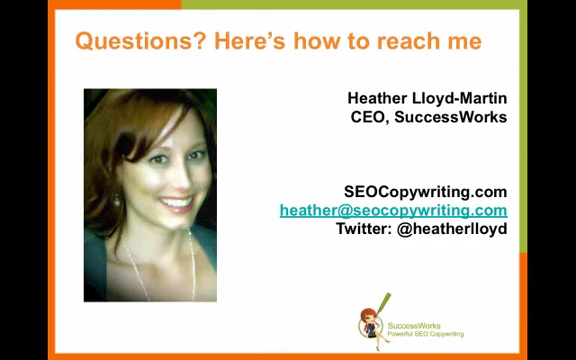 Questions? Here's how to reach me
Heather Lloyd-Martin
CEO, SuccessWorks
SEOCopywriting.com
heather@seocopywriting.com
Twitter: @heatherlloyd
SuccessWorks
Powerful SEO Copywriting